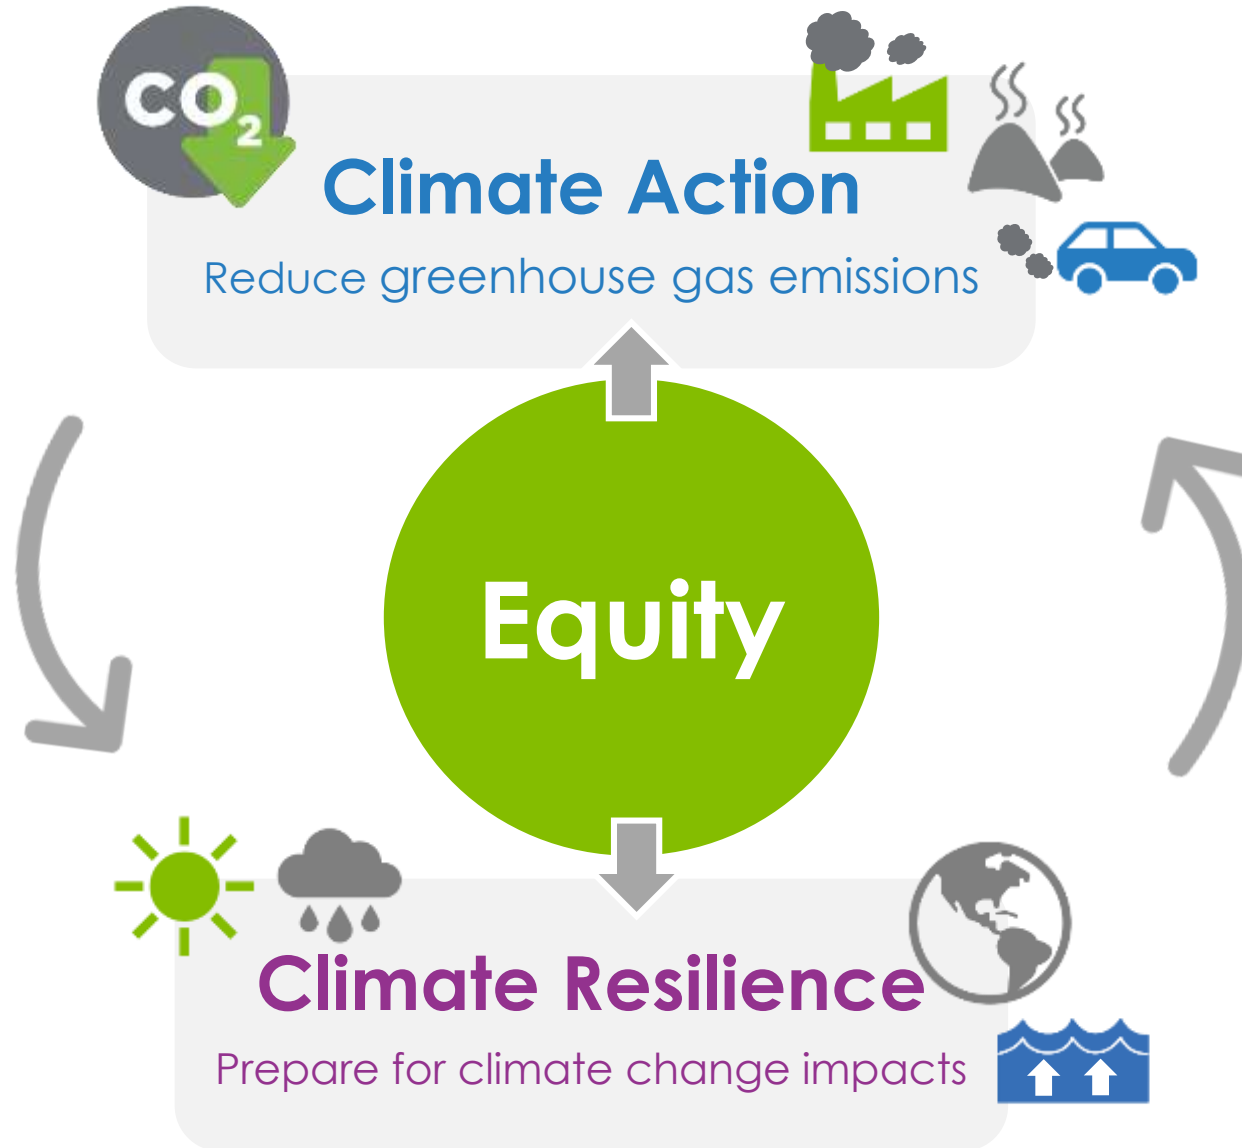 CO₂
Climate Action
Reduce greenhouse gas emissions
Equity
Climate Resilience
Prepare for climate change impacts